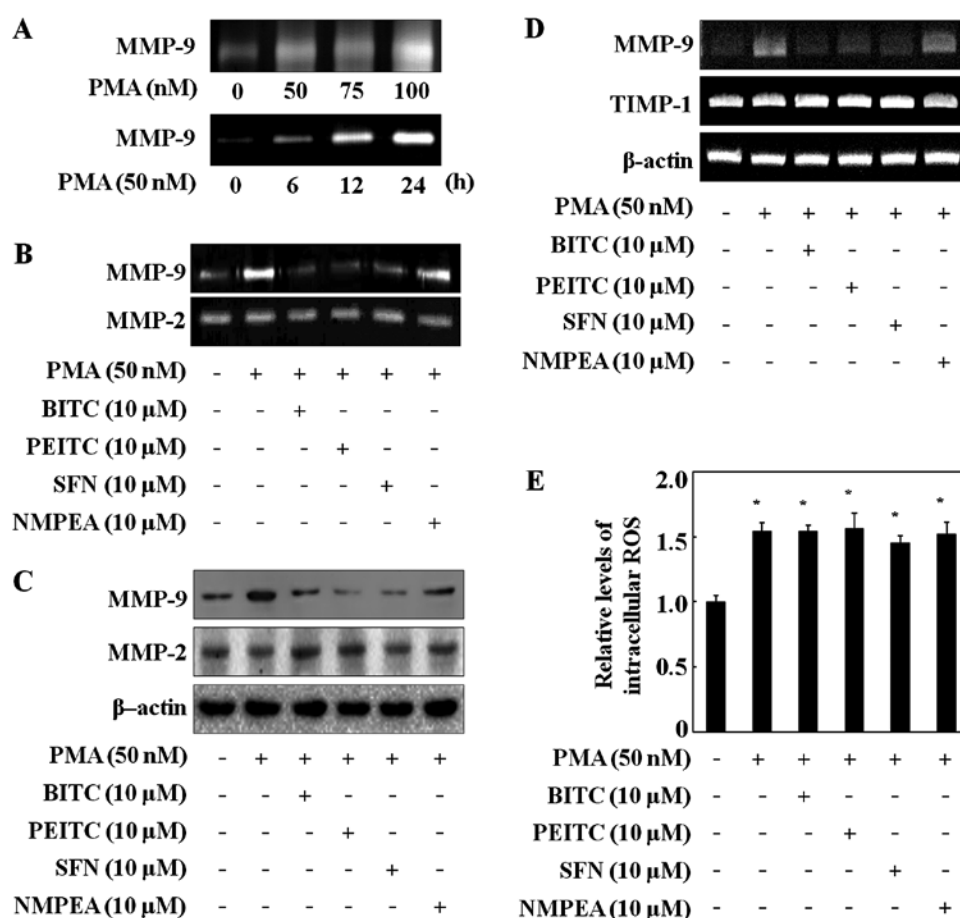 A
MMP-9
PMA (nM) 0 50 75 100
MMP-9
PMA (50 nM) 0 6 12 24 (h)
B
MMP-9
MMP-2
PMA (50 nM) - + + + + +
BITC (10 µM) - - + - - -
PEITC (10 µM) - - - + - -
SFN (10 µM) - - - - + -
NMPEA (10 µM) - - - - - +
C
MMP-9
MMP-2
β–actin
PMA (50 nM) - + + + + +
BITC (10 µM) - - + - - -
PEITC (10 µM) - - - + - -
SFN (10 µM) - - - - + -
NMPEA (10 µM) - - - - - +
D
MMP-9
TIMP-1
β-actin
PMA (50 nM) - + + + + +
BITC (10 µM) - - + - - -
PEITC (10 µM) - - - + - -
SFN (10 µM) - - - - + -
NMPEA (10 µM) - - - - - +
E
Relative levels of
intracellular ROS
2.0
1.5
1.0
0.5
0
* * * * *
PMA (50 nM) - + + + + +
BITC (10 µM) - - + - - -
PEITC (10 µM) - - - + - -
SFN (10 µM) - - - - + -
NMPEA (10 µM) - - - - - +